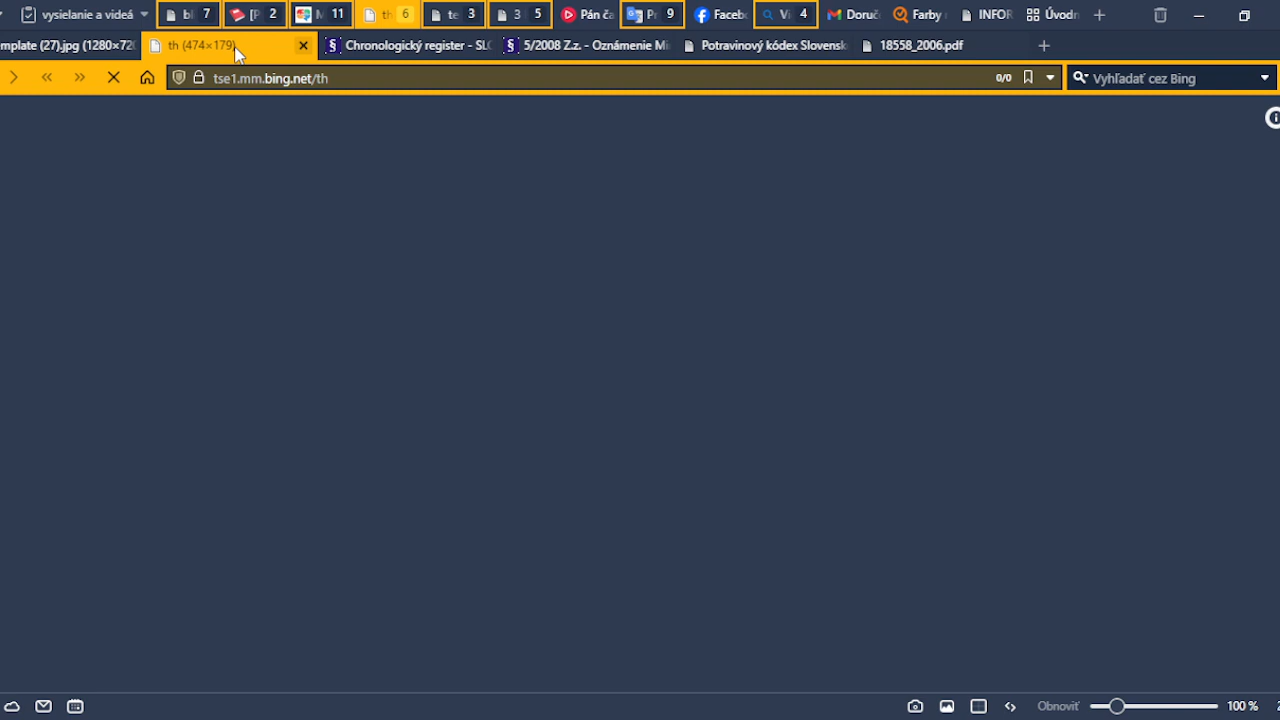 vysielanie a videá
bl 7
[P 2
11
th 6
te 3
3 5
Pán ča
Pr 9
Faceb
Vi 4
Doruč
Farby
INFOR
Úvodn
mplate (27).jpg (1280×72
th (474×179)
Chronologický register - SL
5/2008 Z.z. - Oznámenie Mi
Potravinový kódex Slovensk
18558_2006.pdf
tse1.mm.bing.net/th
0/0
Vyhľadať cez Bing
Obnoviť
100 %